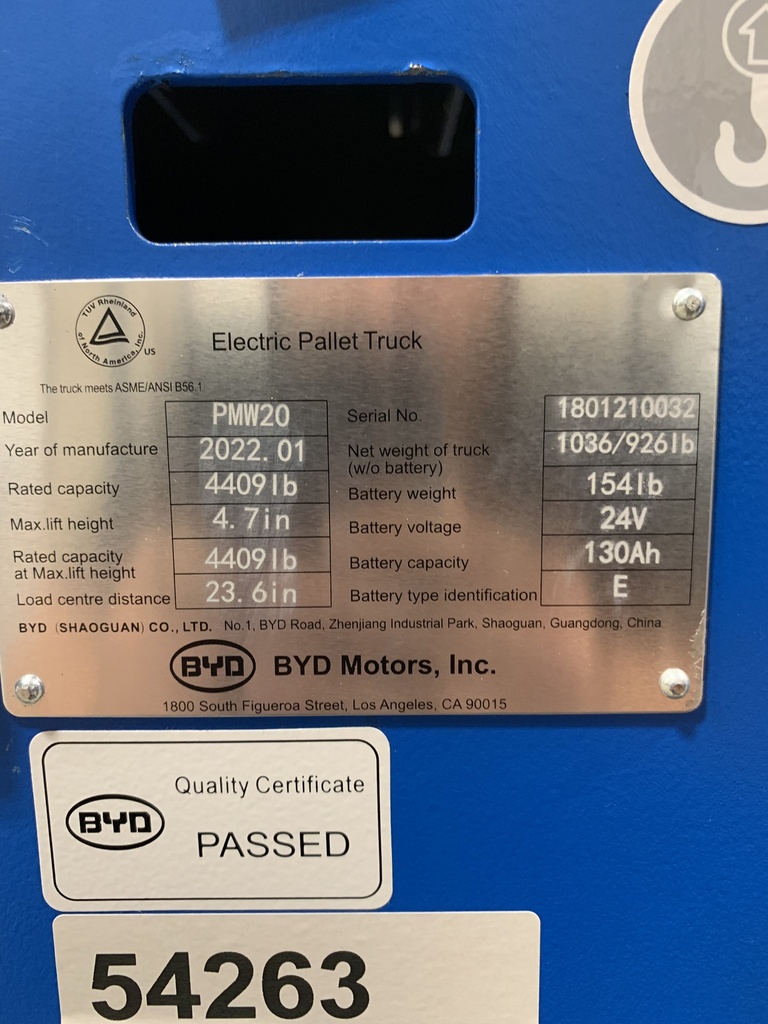 TUV Rheinland
of North America, Inc.
US
Electric Pallet Truck
The truck meets ASME/ANSI B56.1
Model PMW20 Serial No. 1801210032
Year of manufacture 2022.01 Net weight of truck (w/o battery) 1036/926lb
Rated capacity 4409lb Battery weight 154lb
Max.lift height 4.7in Battery voltage 24V
Rated capacity at Max.lift height 4409lb Battery capacity 130Ah
Load centre distance 23.6in Battery type identification E
BYD (SHAOGUAN) CO., LTD. No.1, BYD Road, Zhenjiang Industrial Park, Shaoguan, Guangdong, China
BYD BYD Motors, Inc.
1800 South Figueroa Street, Los Angeles, CA 90015
Quality Certificate
BYD
PASSED
54263